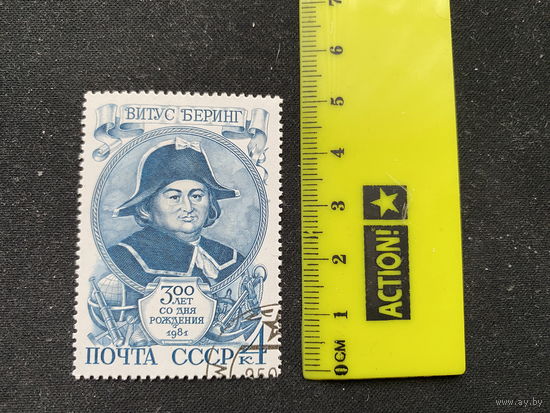 ВИТУС БЕРИНГ
300
ЛЕТ
СО ДНЯ
РОЖДЕНИЯ
1981
ПОЧТА СССР 4
к.
7
6
5
4
3
2
1
0 СМ
ACTION!
www.ay.by